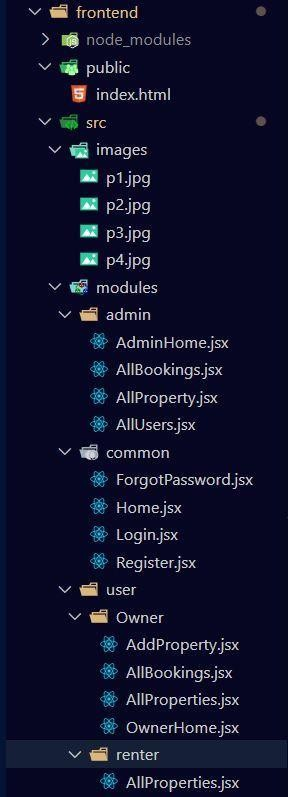 frontend
node_modules
public
index.html
src
images
p1.jpg
p2.jpg
p3.jpg
p4.jpg
modules
admin
AdminHome.jsx
AllBookings.jsx
AllProperty.jsx
AllUsers.jsx
common
ForgotPassword.jsx
Home.jsx
Login.jsx
Register.jsx
user
Owner
AddProperty.jsx
AllBookings.jsx
AllProperties.jsx
OwnerHome.jsx
renter
AllProperties.jsx